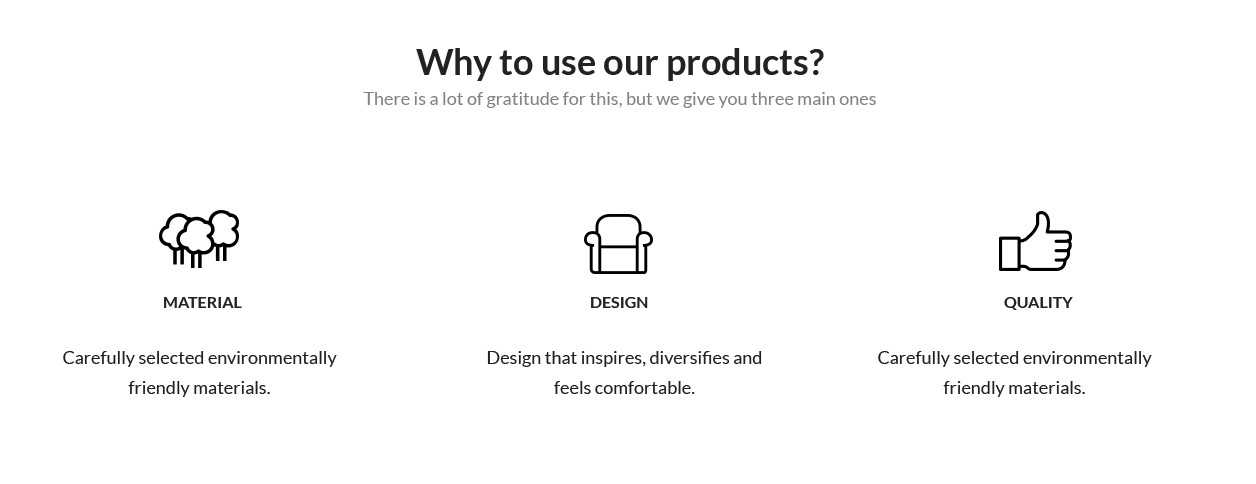 Why to use our products?
There is a lot of gratitude for this, but we give you three main ones
MATERIAL
Carefully selected environmentally
friendly materials.
DESIGN
Design that inspires, diversifies and
feels comfortable.
QUALITY
Carefully selected environmentally
friendly materials.